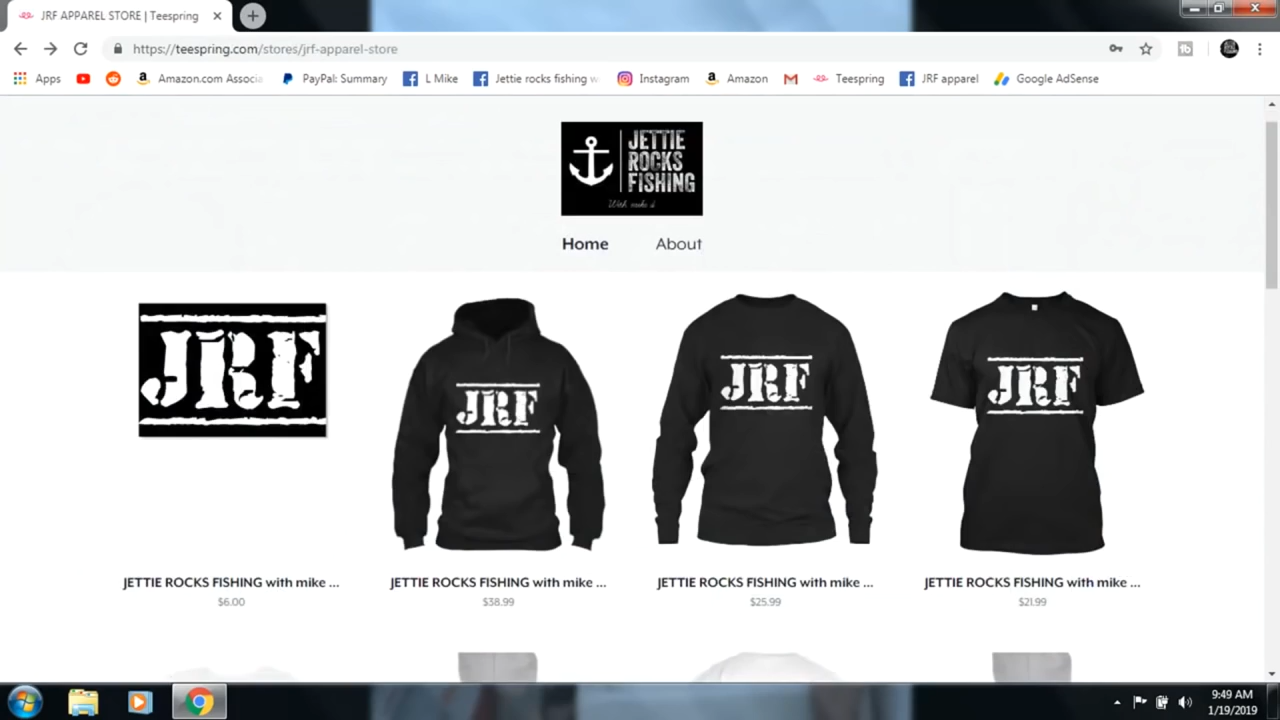 JRF APPAREL STORE | Teespring
https://teespring.com/stores/jrf-apparel-store
Apps
Amazon.com Associa
PayPal: Summary
L Mike
Jettie rocks fishing w
Instagram
Amazon
Teespring
JRF apparel
Google AdSense
JETTIE
ROCKS
FISHING
Home
About
JRF
JRF
JRF
JRF
JETTIE ROCKS FISHING with mike ...
$6.00
JETTIE ROCKS FISHING with mike ...
$38.99
JETTIE ROCKS FISHING with mike ...
$25.99
JETTIE ROCKS FISHING with mike ...
$21.99
9:49 AM
1/19/2019